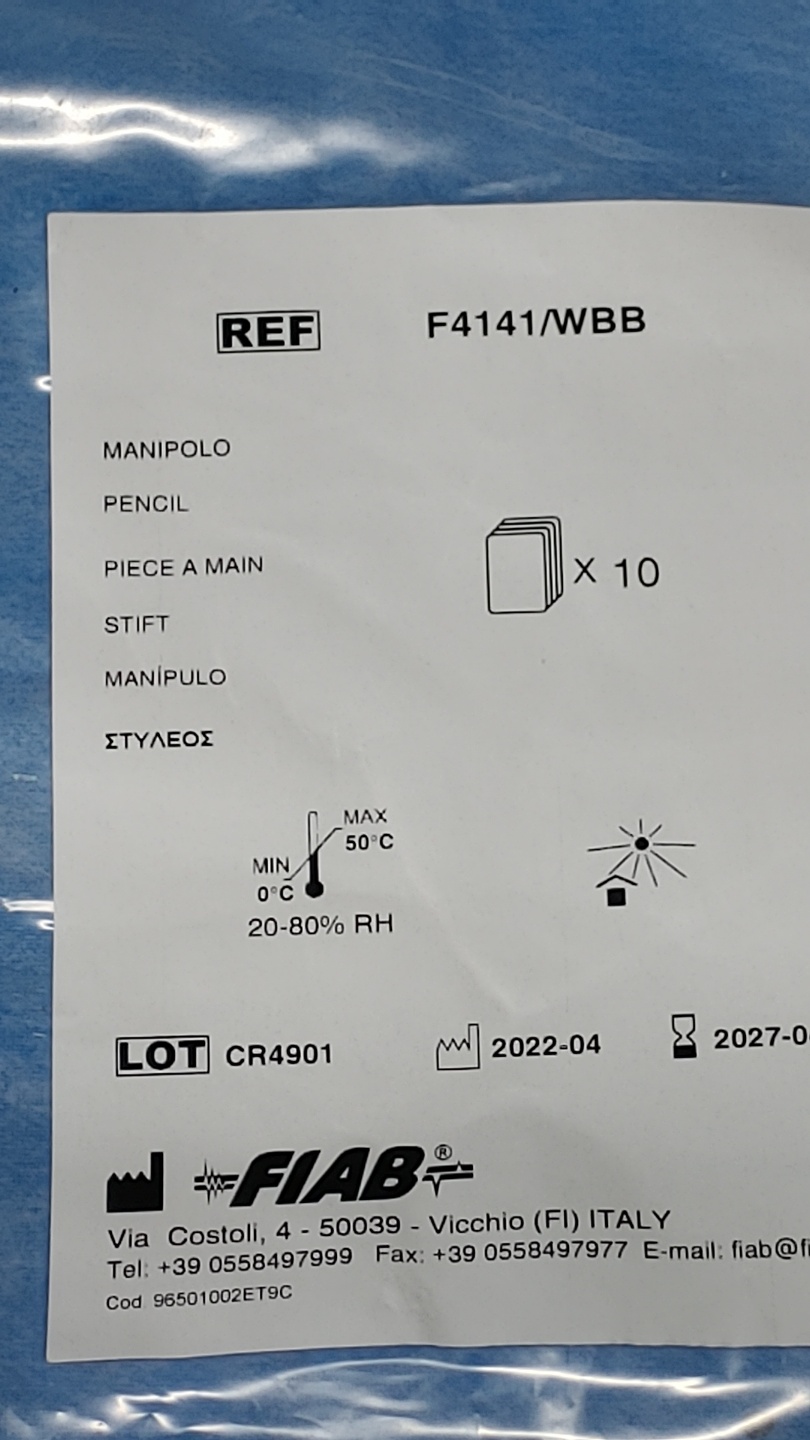 REF F4141/WBB
MANIPOLO
PENCIL
PIECE A MAIN
STIFT
MANÍPULO
ΣΤΥΛΕΟΣ
X 10
MAX
50°C
MIN
0°C
20-80% RH
LOT CR4901 2022-04
FIAB®
Via Costoli, 4 - 50039 - Vicchio (FI) ITALY
Tel: +39 0558497999 Fax: +39 0558497977 E-mail:
Cod 96501002ET9C